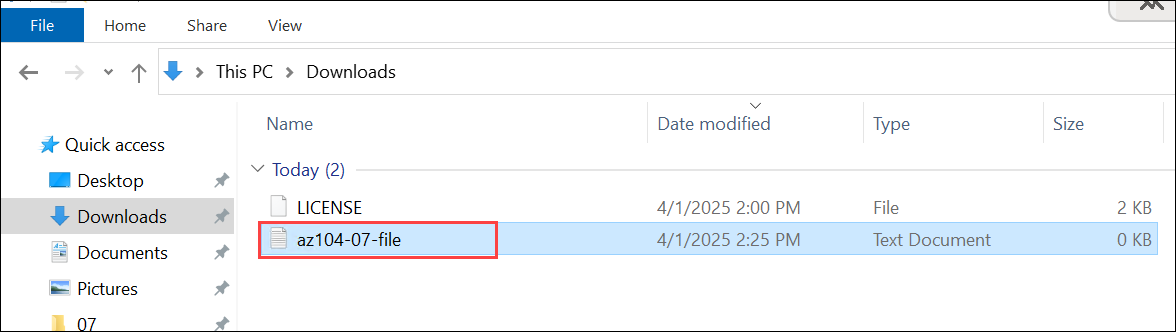 File Home Share View
This PC Downloads
Name Date modified Type Size
Quick access
Today (2)
Desktop
LICENSE 4/1/2025 2:00 PM File 2 KB
Downloads
az104-07-file 4/1/2025 2:25 PM Text Document 0 KB
Documents
Pictures
07